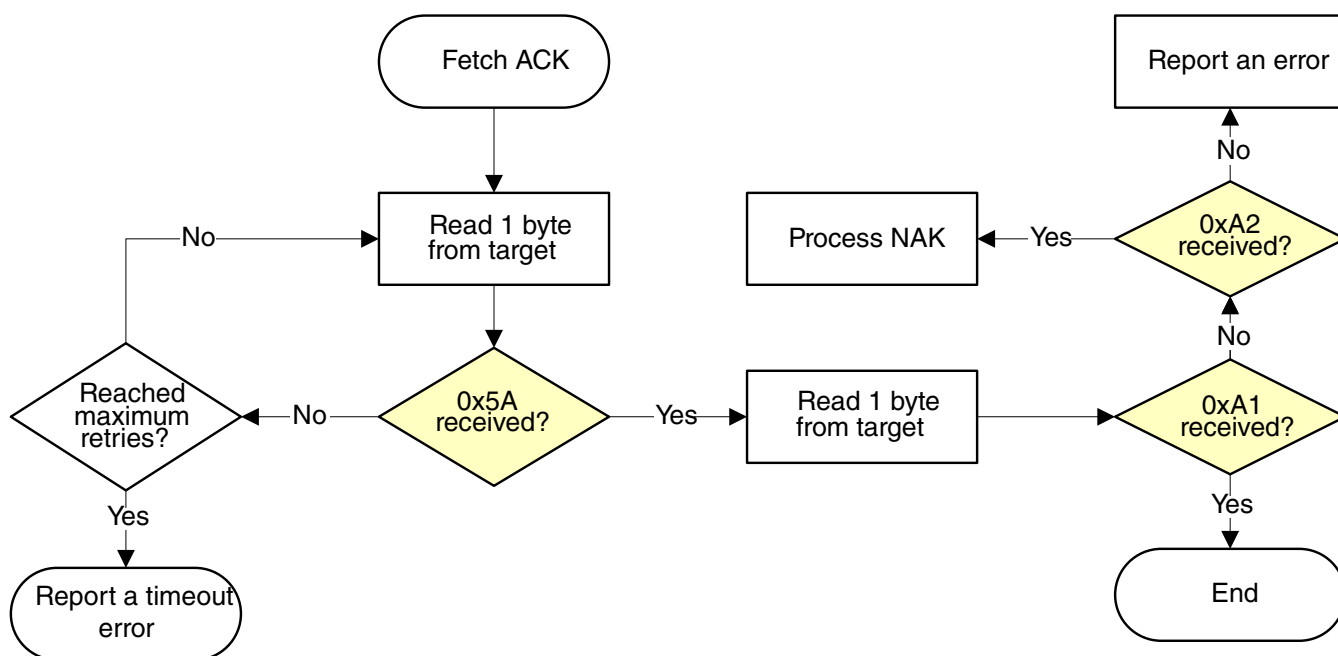 Fetch ACK
Report an error
No
Read 1 byte
from target
No
Process NAK
Yes
0xA2
received?
No
Reached
maximum
retries?
No
0x5A
received?
Yes
Read 1 byte
from target
0xA1
received?
Yes
Yes
Report a timeout
error
End